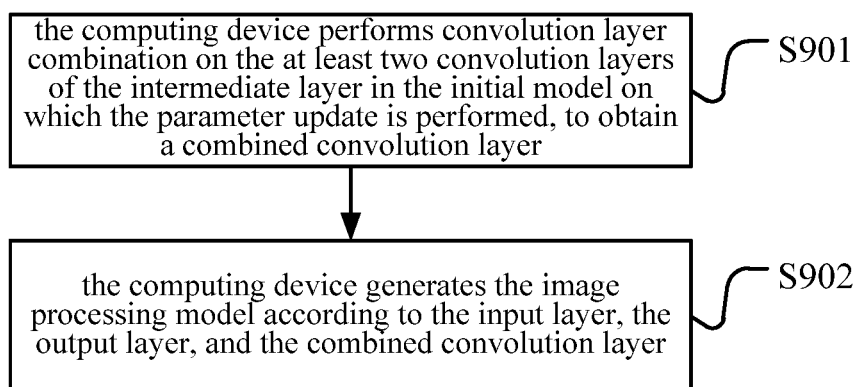 the computing device performs convolution layer
combination on the at least two convolution layers
of the intermediate layer in the initial model on
which the parameter update is performed, to obtain
a combined convolution layer
S901
the computing device generates the image
processing model according to the input layer, the
output layer, and the combined convolution layer
S902